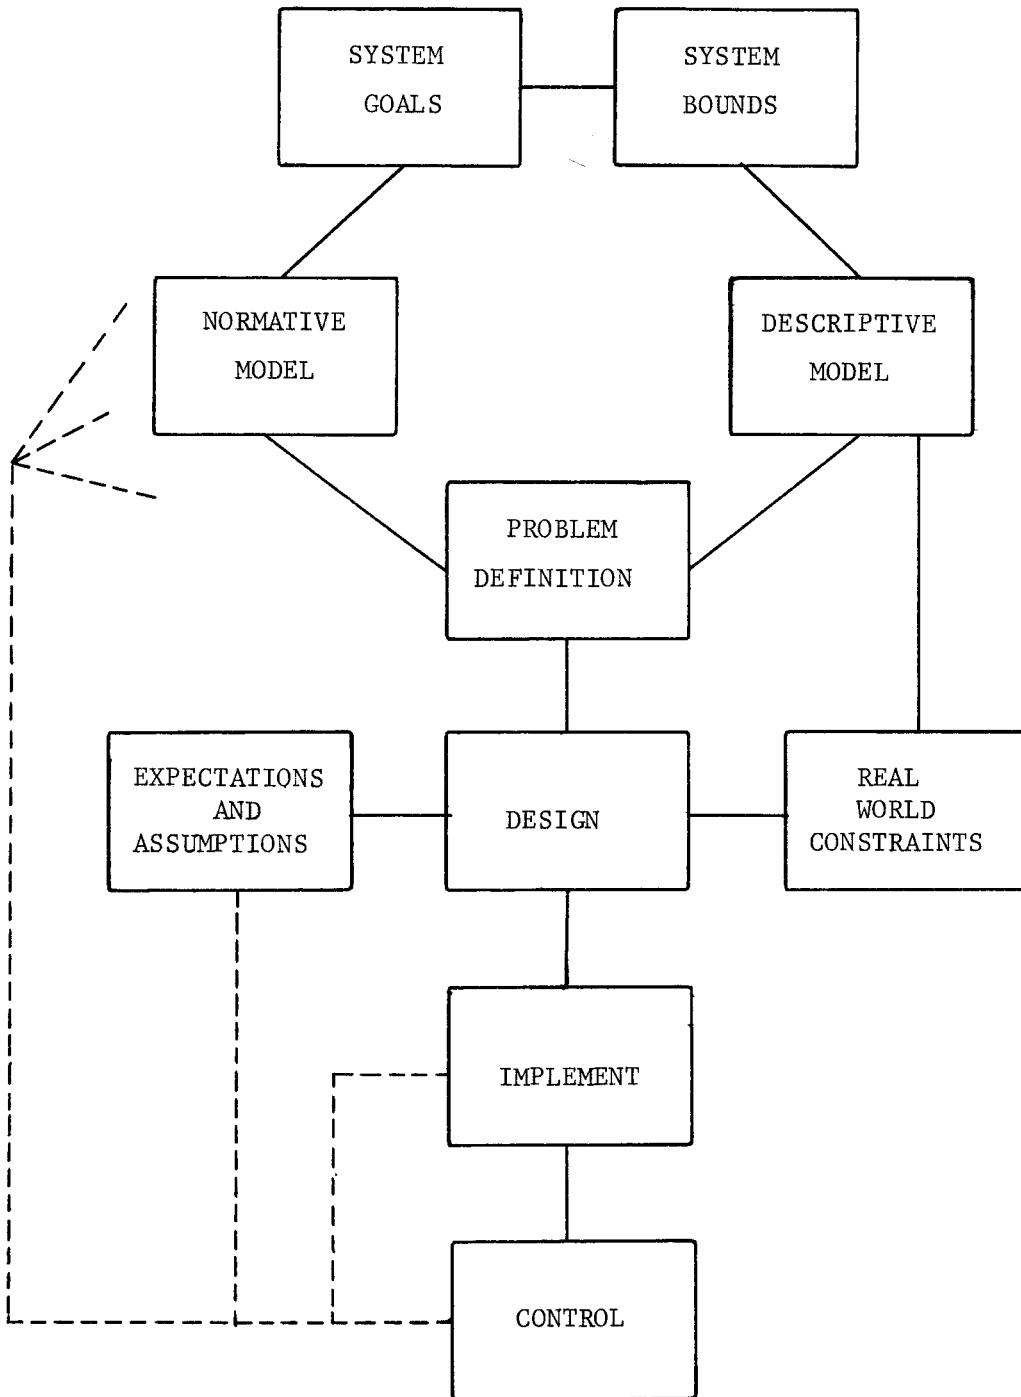 SYSTEM
GOALS
SYSTEM
BOUNDS
NORMATIVE
MODEL
DESCRIPTIVE
MODEL
PROBLEM
DEFINITION
EXPECTATIONS
AND
ASSUMPTIONS
DESIGN
REAL
WORLD
CONSTRAINTS
IMPLEMENT
CONTROL